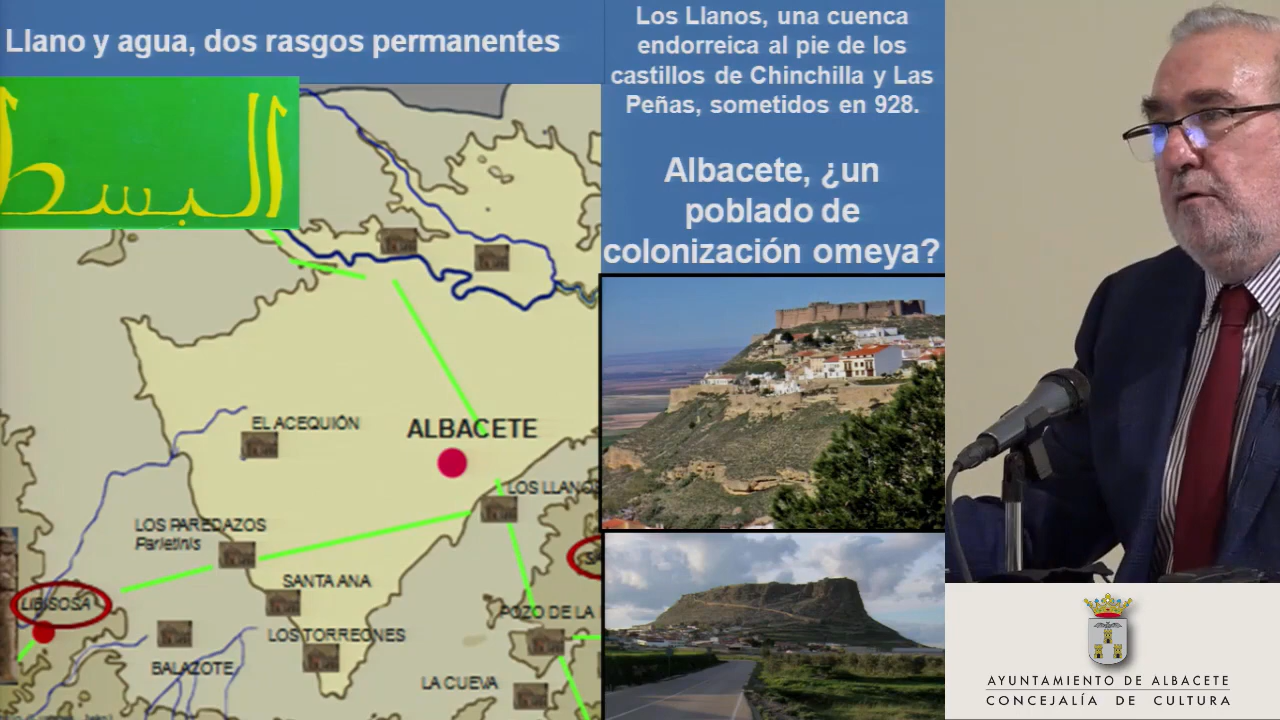 Llano y agua, dos rasgos permanentes
البسط
Los Llanos, una cuenca
endorreica al pie de los
castillos de Chinchilla y Las
Peñas, sometidos en 928.
Albacete, ¿un
poblado de
colonización omeya?
EL ACEQUIÓN
ALBACETE
LOS LLANOS
LOS PAREDAZOS
Parietinis
SANTA ANA
LIBISOSA
POZO DE LA
LOS TORREONES
BALAZOTE
LA CUEVA
AYUNTAMIENTO DE ALBACETE
CONCEJALÍA DE CULTURA